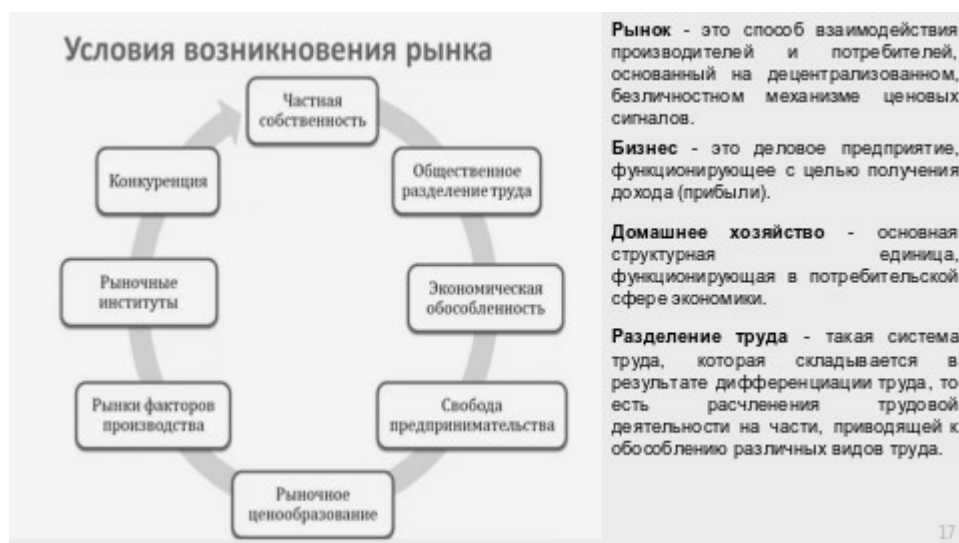 Условия возникновения рынка
Частная
собственность
Общественное
разделение труда
Экономическая
обособленность
Свобода
предпринимательства
Рыночное
ценообразование
Рынки факторов
производства
Рыночные
институты
Конкуренция
Рынок - это способ взаимодействия
производителей и потребителей,
основанный на децентрализованном,
безличностном механизме ценовых
сигналов.
Бизнес - это деловое предприятие,
функционирующее с целью получения
дохода (прибыли).
Домашнее хозяйство - основная
структурная единица,
функционирующая в потребительской
сфере экономики.
Разделение труда - такая система
труда, которая складывается в
результате дифференциации труда, то
есть расчленения трудовой
деятельности на части, приводящей к
обособлению различных видов труда.
17